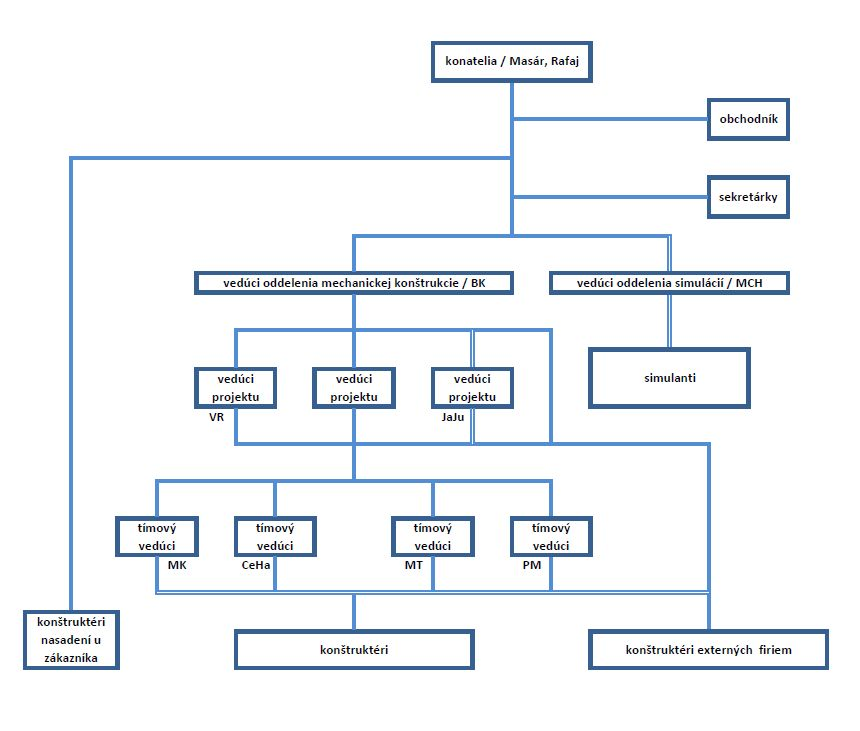 konatelia / Masár, Rafaj
obchodník
sekretárky
vedúci oddelenia mechanickej konštrukcie / BK
vedúci oddelenia simulácií / MCH
vedúci
projektu
VR
vedúci
projektu
vedúci
projektu
JaJu
simulanti
tímový
vedúci
MK
tímový
vedúci
CeHa
tímový
vedúci
MT
tímový
vedúci
PM
konštruktéri
nasadení u
zákazníka
konštruktéri
konštruktéri externých firiem